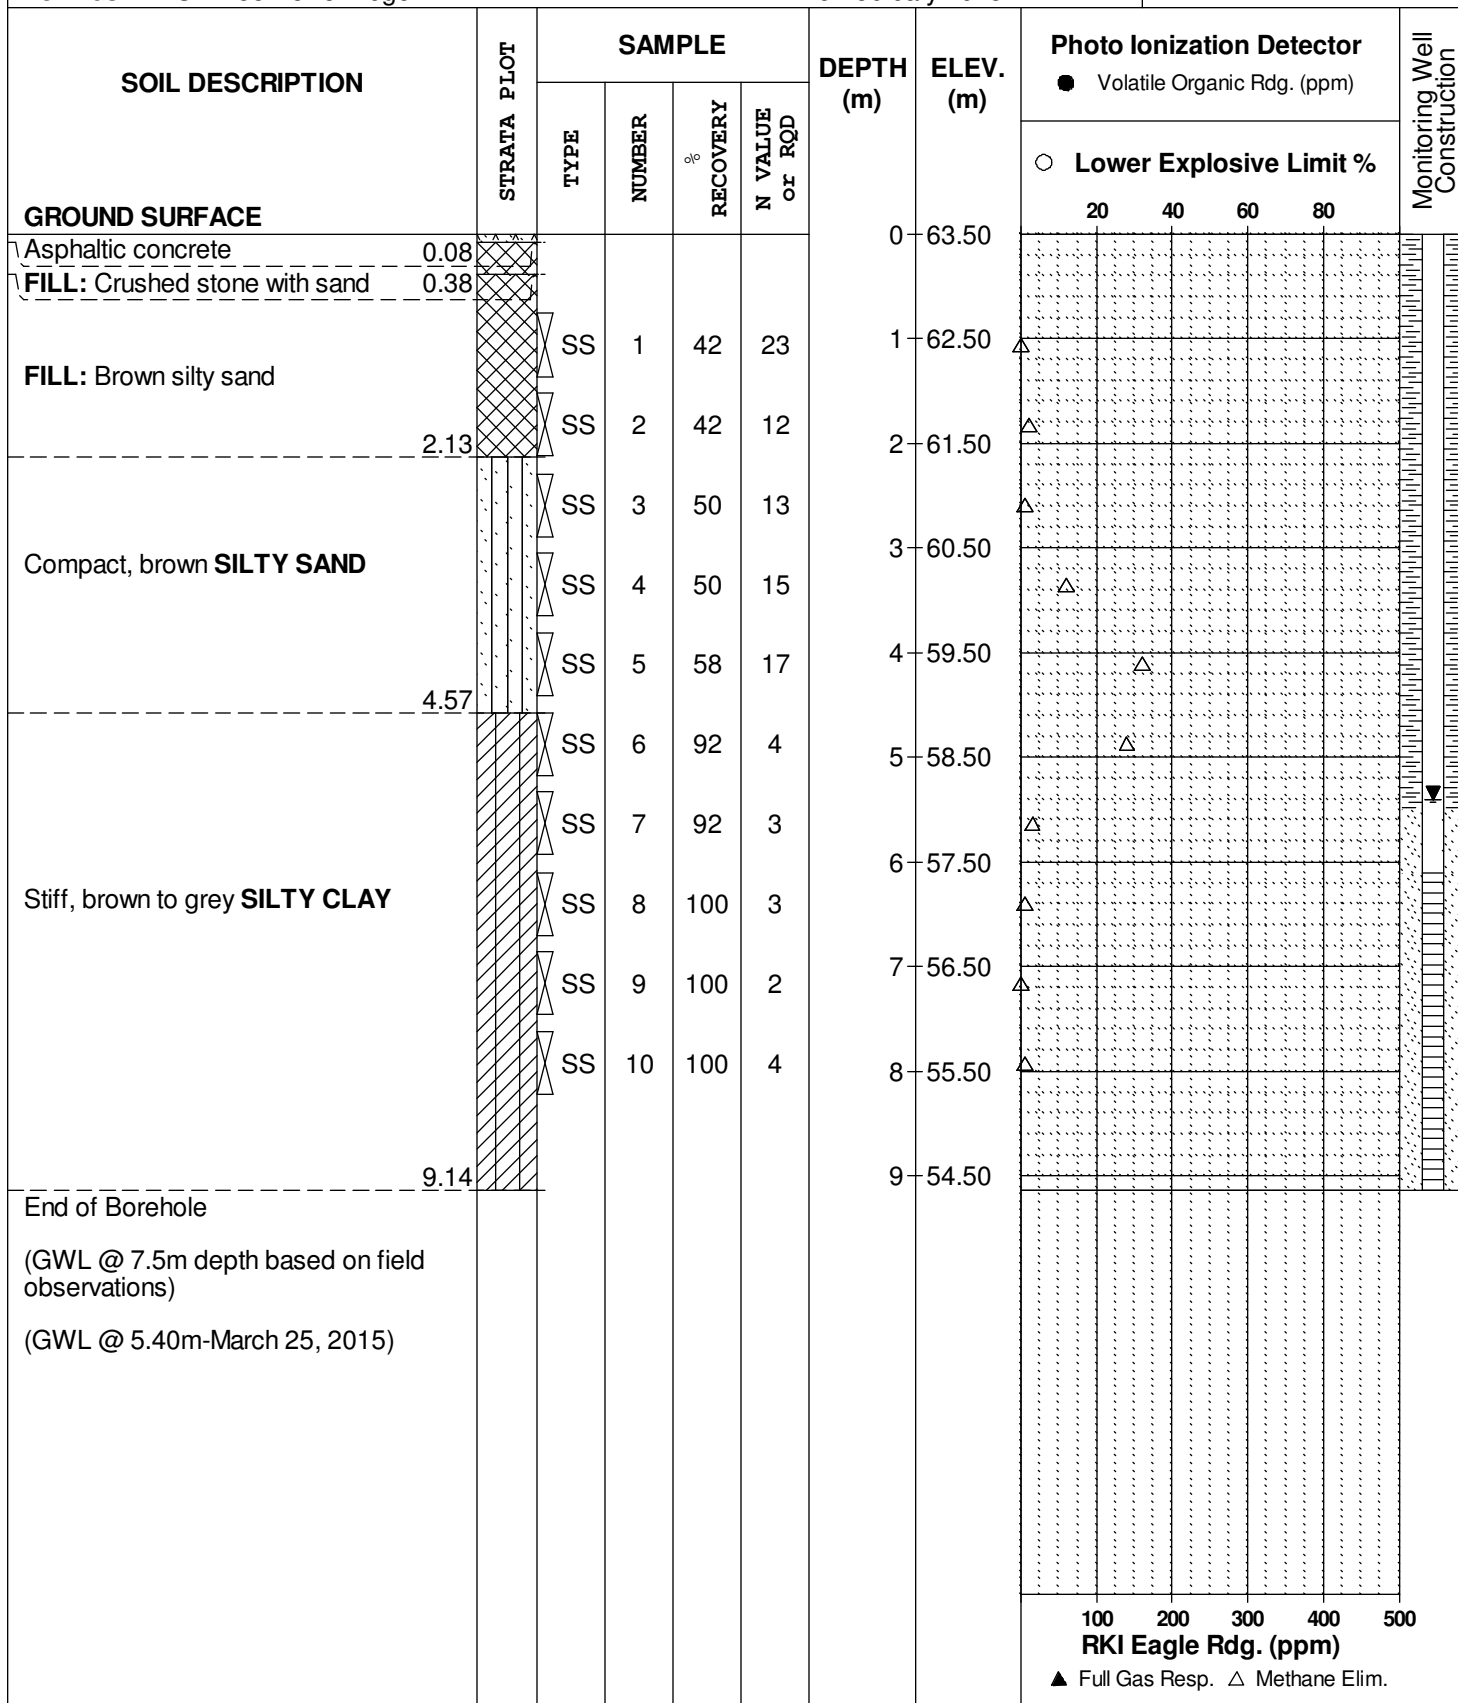 SOIL DESCRIPTION
GROUND SURFACE
STRATA PLOT
SAMPLE
TYPE
NUMBER
% RECOVERY
N VALUE or RQD
DEPTH (m)
ELEV. (m)
Photo Ionization Detector
● Volatile Organic Rdg. (ppm)
○ Lower Explosive Limit %
20 40 60 80
Monitoring Well
Construction
0 63.50
Asphaltic concrete 0.08
FILL: Crushed stone with sand 0.38
SS 1 42 23
1 62.50
FILL: Brown silty sand
SS 2 42 12
2.13
2 61.50
SS 3 50 13
3 60.50
Compact, brown SILTY SAND
SS 4 50 15
4 59.50
SS 5 58 17
4.57
SS 6 92 4
5 58.50
SS 7 92 3
6 57.50
Stiff, brown to grey SILTY CLAY
SS 8 100 3
7 56.50
SS 9 100 2
SS 10 100 4
8 55.50
9.14
9 54.50
End of Borehole
(GWL @ 7.5m depth based on field
observations)
(GWL @ 5.40m-March 25, 2015)
100 200 300 400 500
RKI Eagle Rdg. (ppm)
▲ Full Gas Resp. △ Methane Elim.